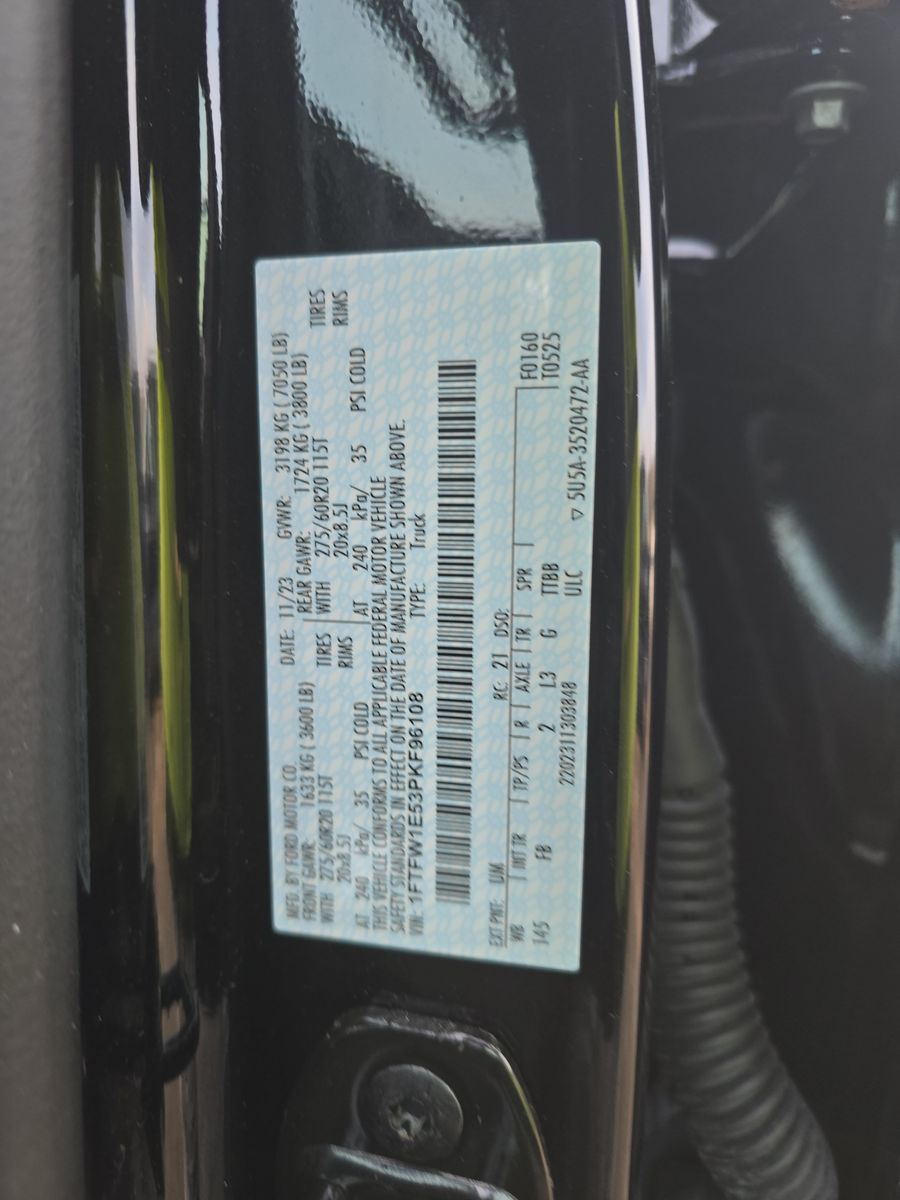 MFD. BY FORD MOTOR CO. DATE: 11/23 GVWR: 3198 KG ( 7050 LB)
FRONT GAWR: 1633 KG ( 3600 LB) REAR GAWR: 1724 KG ( 3800 LB)
WITH 275/60R20 115T TIRES WITH 275/60R20 115T TIRES
20x8.5J RIMS 20x8.5J RIMS
AT 240 kPa/ 35 PSI COLD AT 240 kPa/ 35 PSI COLD
THIS VEHICLE CONFORMS TO ALL APPLICABLE FEDERAL MOTOR VEHICLE
SAFETY STANDARDS IN EFFECT ON THE DATE OF MANUFACTURE SHOWN ABOVE.
VIN: 1FTFW1E53PKF96108 TYPE: Truck
EXT PNT: UM RC: 21 DSO:
WB | INT TR | TP/PS | R | AXLE | TR | SPR | F0160
145 FB 2 L3 G TTBB T0525
2202311303848 ULC ▽ 5U5A-3520472-AA